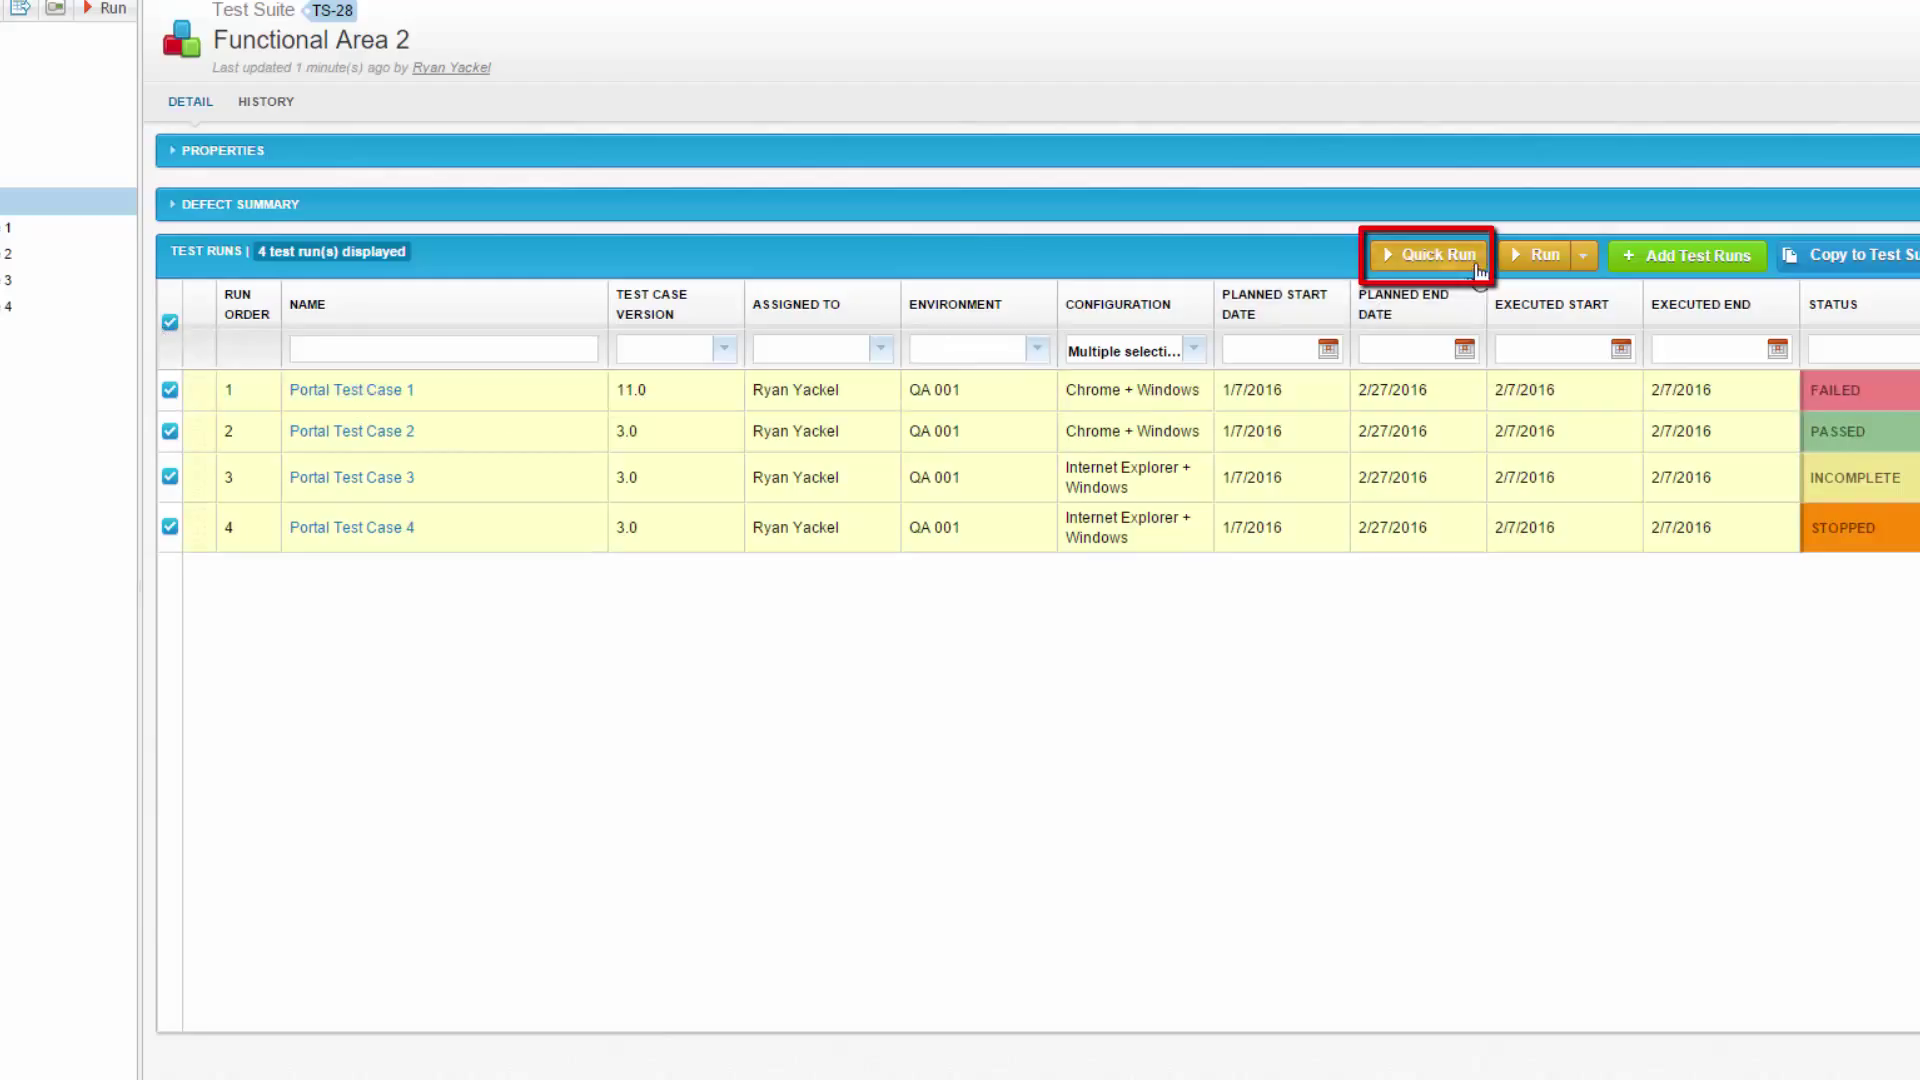 Run
Test Suite TS-28
Functional Area 2
Last updated 1 minute(s) ago by Ryan Yackel
DETAIL HISTORY
PROPERTIES
DEFECT SUMMARY
TEST RUNS | 4 test run(s) displayed Quick Run Run + Add Test Runs Copy to Test Su
1
2
3
4
RUN ORDER NAME TEST CASE VERSION ASSIGNED TO ENVIRONMENT CONFIGURATION PLANNED START DATE PLANNED END DATE EXECUTED START EXECUTED END STATUS
Multiple selecti...
1 Portal Test Case 1 11.0 Ryan Yackel QA 001 Chrome + Windows 1/7/2016 2/27/2016 2/7/2016 2/7/2016 FAILED
2 Portal Test Case 2 3.0 Ryan Yackel QA 001 Chrome + Windows 1/7/2016 2/27/2016 2/7/2016 2/7/2016 PASSED
3 Portal Test Case 3 3.0 Ryan Yackel QA 001 Internet Explorer + Windows 1/7/2016 2/27/2016 2/7/2016 2/7/2016 INCOMPLETE
4 Portal Test Case 4 3.0 Ryan Yackel QA 001 Internet Explorer + Windows 1/7/2016 2/27/2016 2/7/2016 2/7/2016 STOPPED